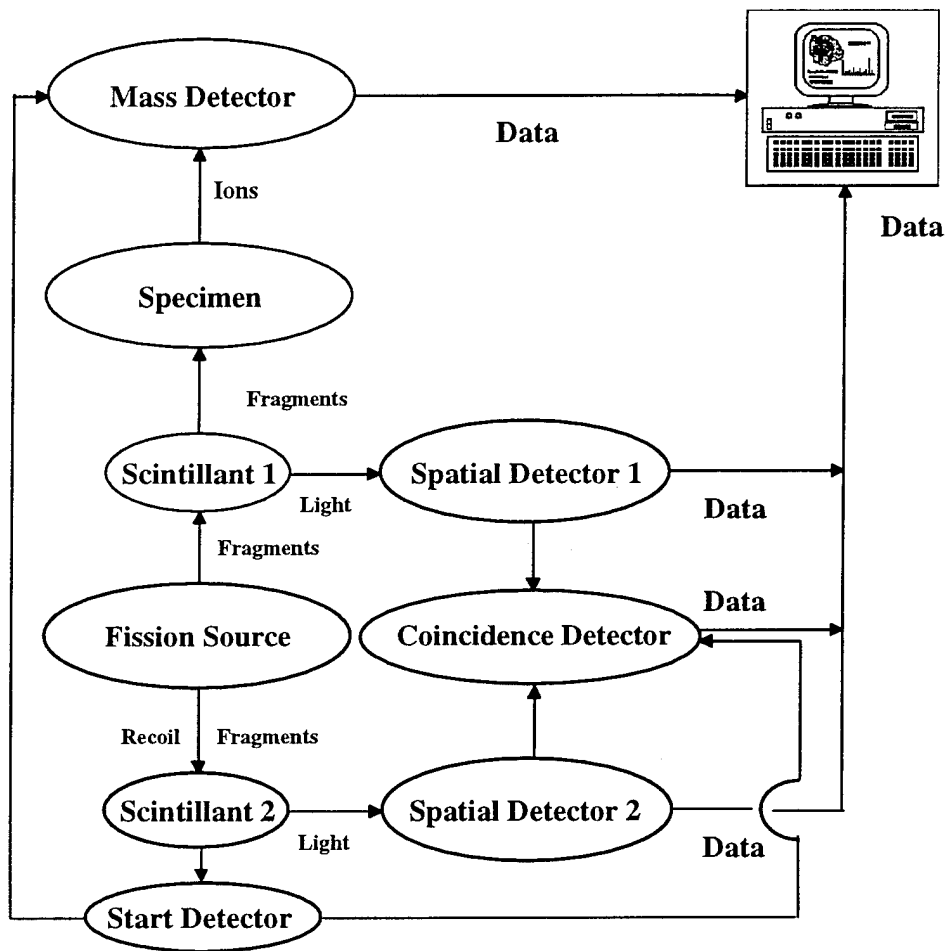 Mass Detector
Data
Ions
Data
Specimen
Fragments
Scintillant 1
Light
Spatial Detector 1
Data
Fragments
Fission Source
Coincidence Detector
Data
Recoil Fragments
Scintillant 2
Light
Spatial Detector 2
Data
Start Detector